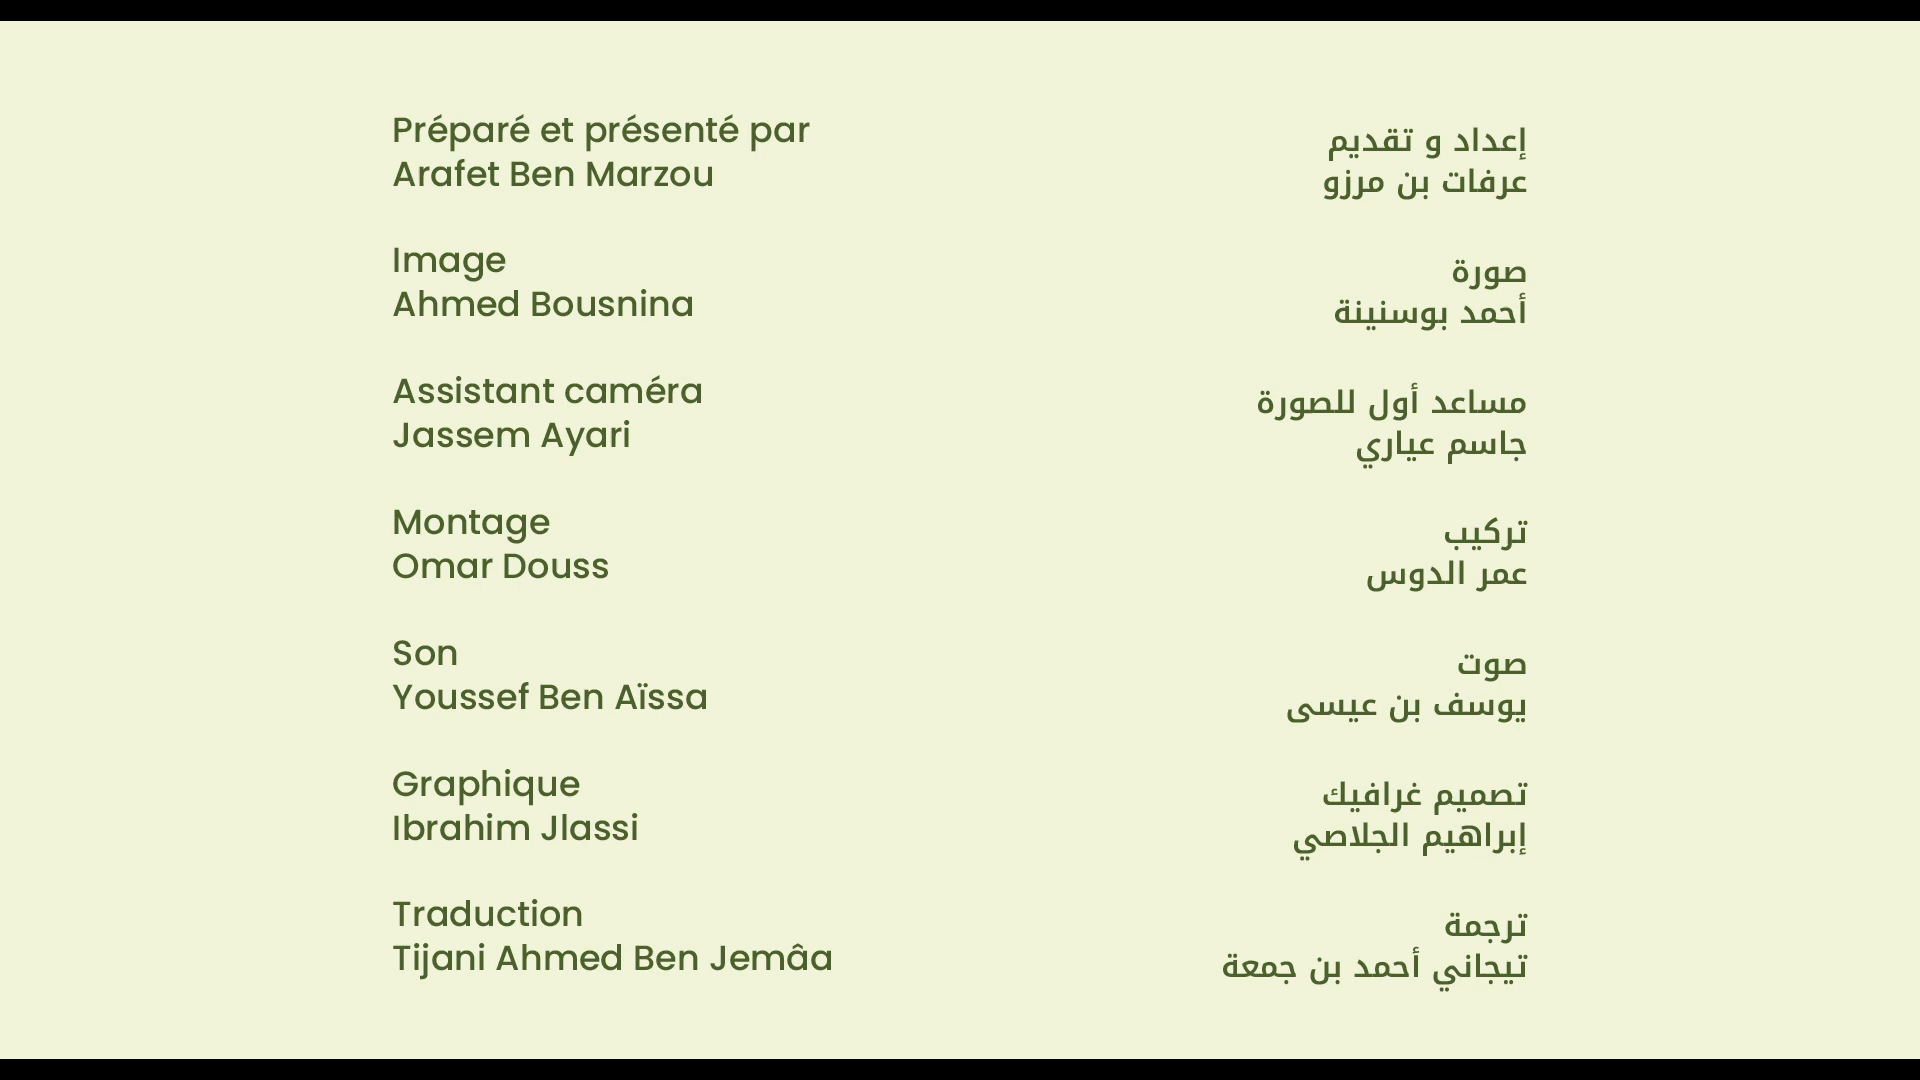 Préparé et présenté par
Arafet Ben Marzou
Image
Ahmed Bousnina
Assistant caméra
Jassem Ayari
Montage
Omar Douss
Son
Youssef Ben Aïssa
Graphique
Ibrahim Jlassi
Traduction
Tijani Ahmed Ben Jemâa
إعداد و تقديم
عرفات بن مرزو
صورة
أحمد بوسنينة
مساعد أول للصورة
جاسم عياري
تركيب
عمر الدوس
صوت
يوسف بن عيسى
تصميم غرافيك
إبراهيم الجلاصي
ترجمة
تيجاني أحمد بن جمعة